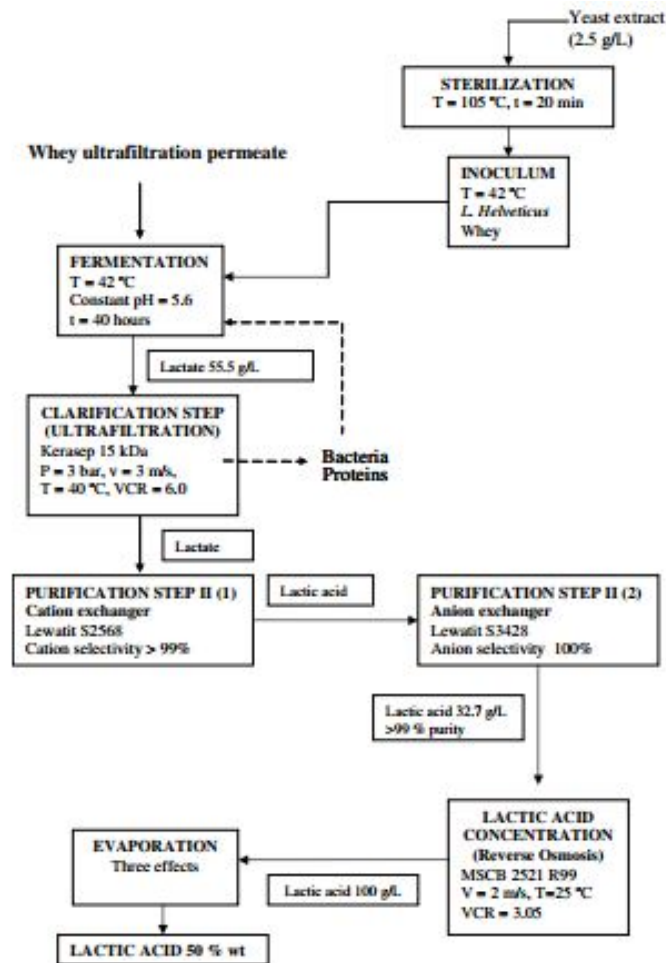 Yeast extract
(2.5 g/L)
STERILIZATION
T = 105 ºC, t = 20 min
Whey ultrafiltration permeate
INOCULUM
T = 42 ºC
L. Helveticus
Whey
FERMENTATION
T = 42 ºC
Constant pH = 5.6
t = 40 hours
Lactate 55.5 g/L
CLARIFICATION STEP
(ULTRAFILTRATION)
Kerasep 15 kDa
P = 3 bar, v = 3 m/s,
T = 40 ºC, VCR = 6.0
Bacteria
Proteins
Lactate
PURIFICATION STEP II (1)
Cation exchanger
Lewatit S2568
Cation selectivity > 99%
Lactic acid
PURIFICATION STEP II (2)
Anion exchanger
Lewatit S3428
Anion selectivity 100%
Lactic acid 32.7 g/L
>99 % purity
LACTIC ACID
CONCENTRATION
(Reverse Osmosis)
MSCB 2521 R99
V = 2 m/s, T=25 ºC
VCR = 3.05
Lactic acid 100 g/L
EVAPORATION
Three effects
LACTIC ACID 50 % wt